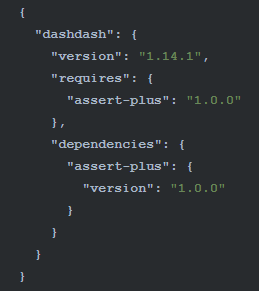 {
  "dashdash": {
    "version": "1.14.1",
    "requires": {
      "assert-plus": "1.0.0"
    },
    "dependencies": {
      "assert-plus": {
        "version": "1.0.0"
      }
    }
  }
}